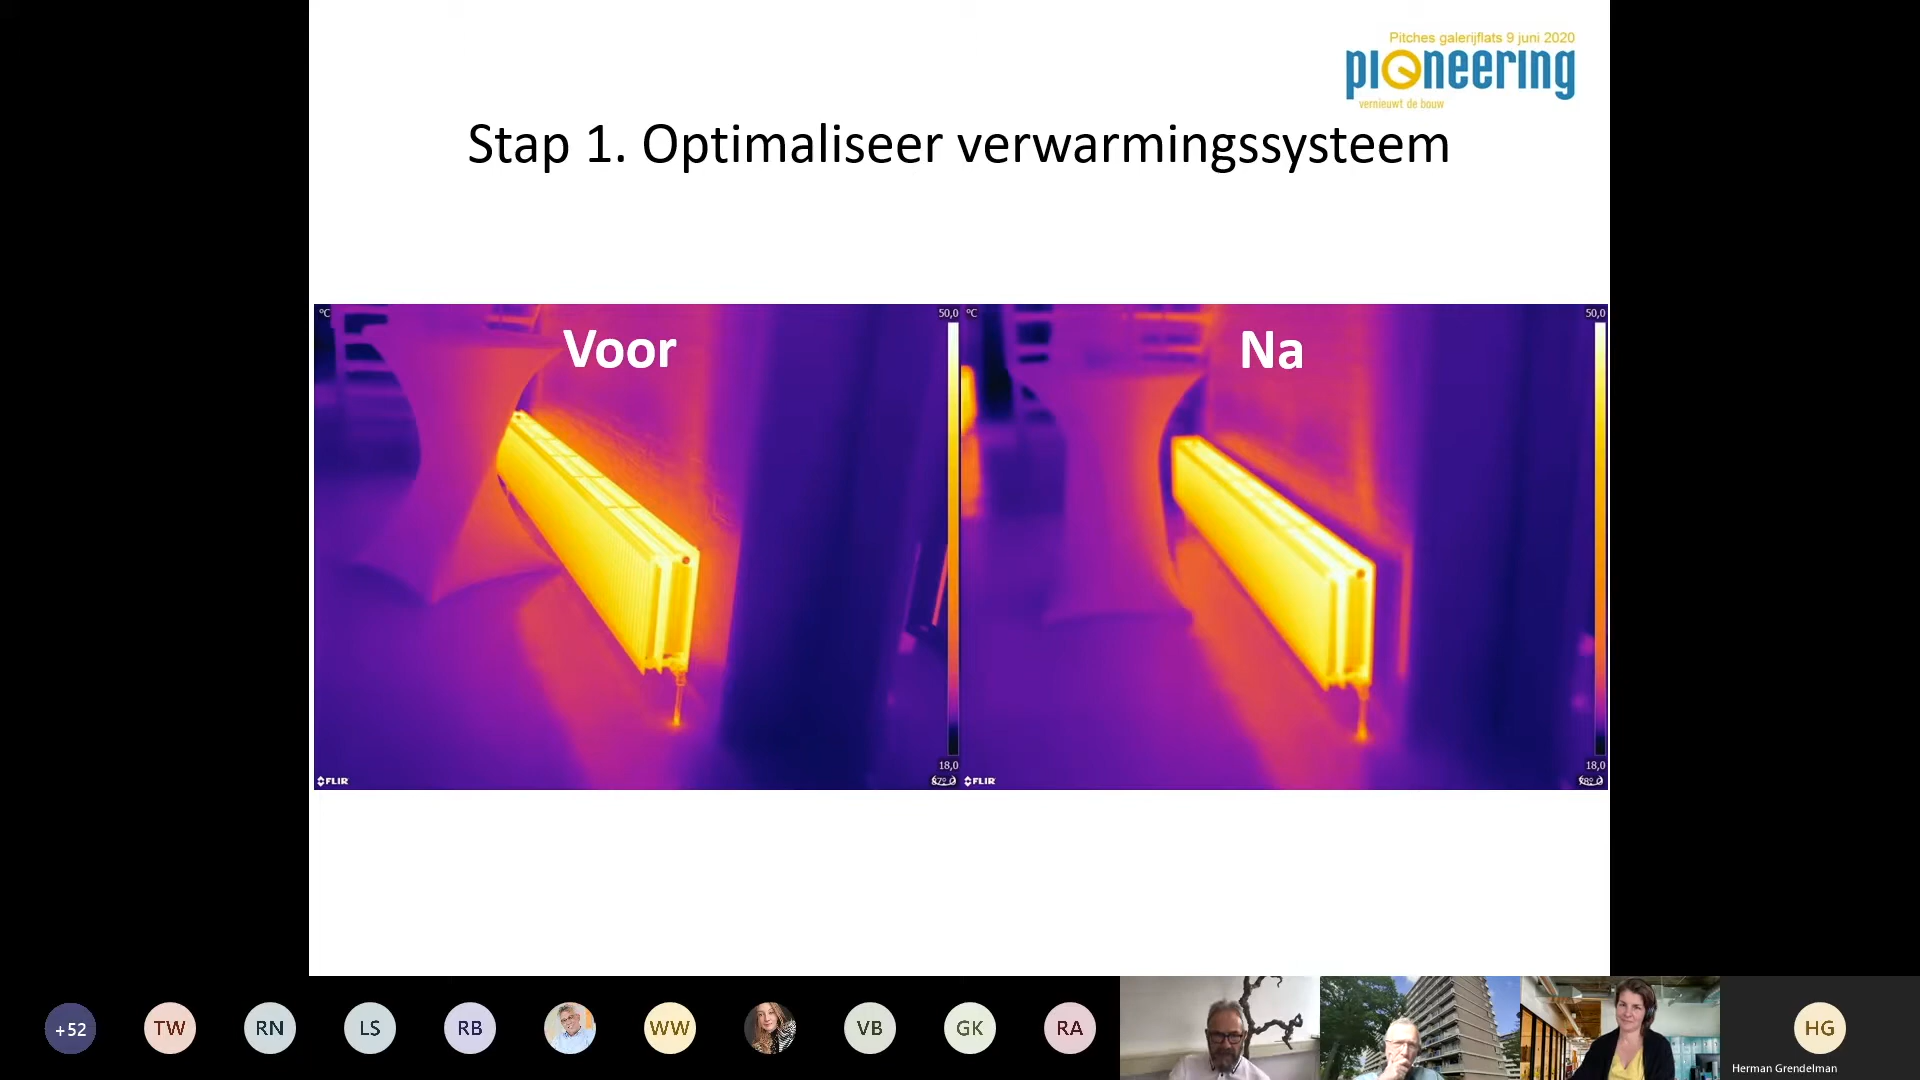 Pitches galerijflats 9 juni 2020
pioneering
vernieuwt de bouw
Stap 1. Optimaliseer verwarmingssysteem
°C
Voor
50,0
°C
Na
50,0
18,0
18,0
FLIR
FLIR
+52
TW
RN
LS
RB
WW
VB
GK
RA
HG
Herman Grendelman